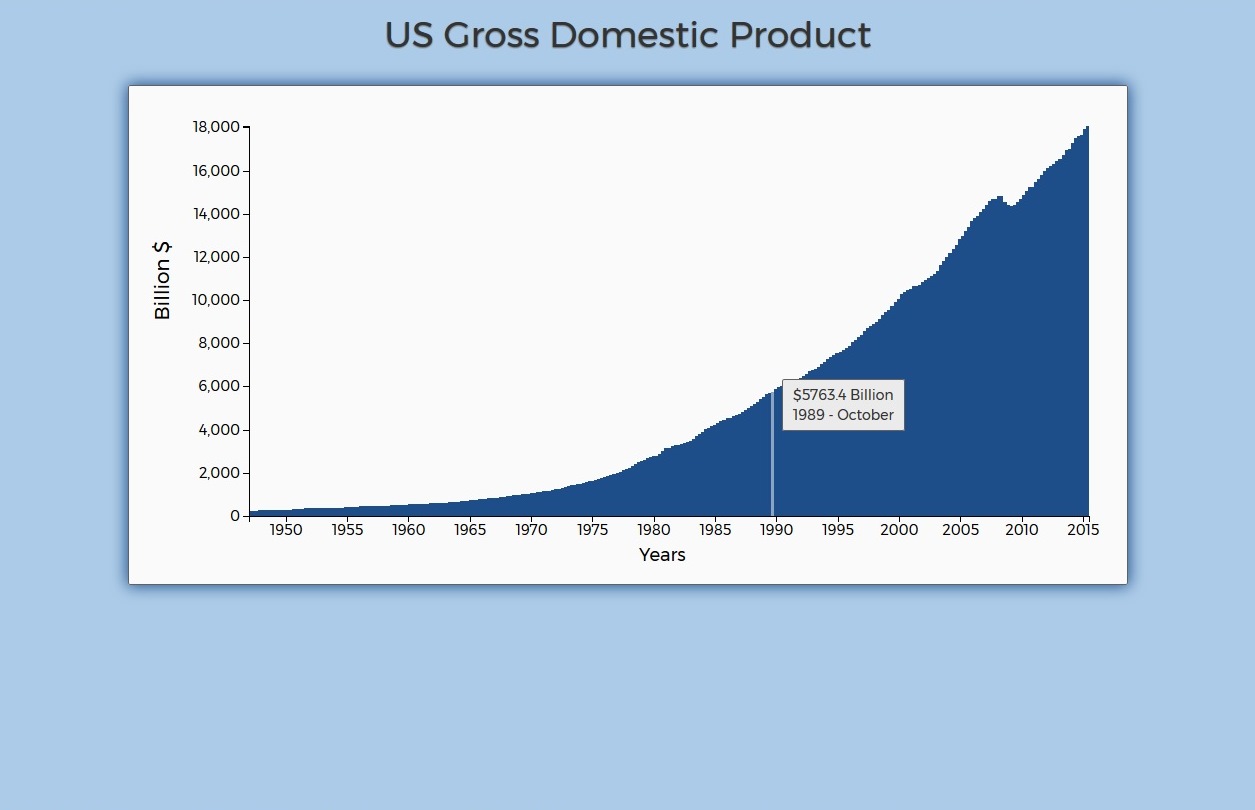 US Gross Domestic Product
18,000
16,000
14,000
12,000
10,000
8,000
6,000
4,000
2,000
0
Billion $
$5763.4 Billion
1989 - October
1950 1955 1960 1965 1970 1975 1980 1985 1990 1995 2000 2005 2010 2015
Years